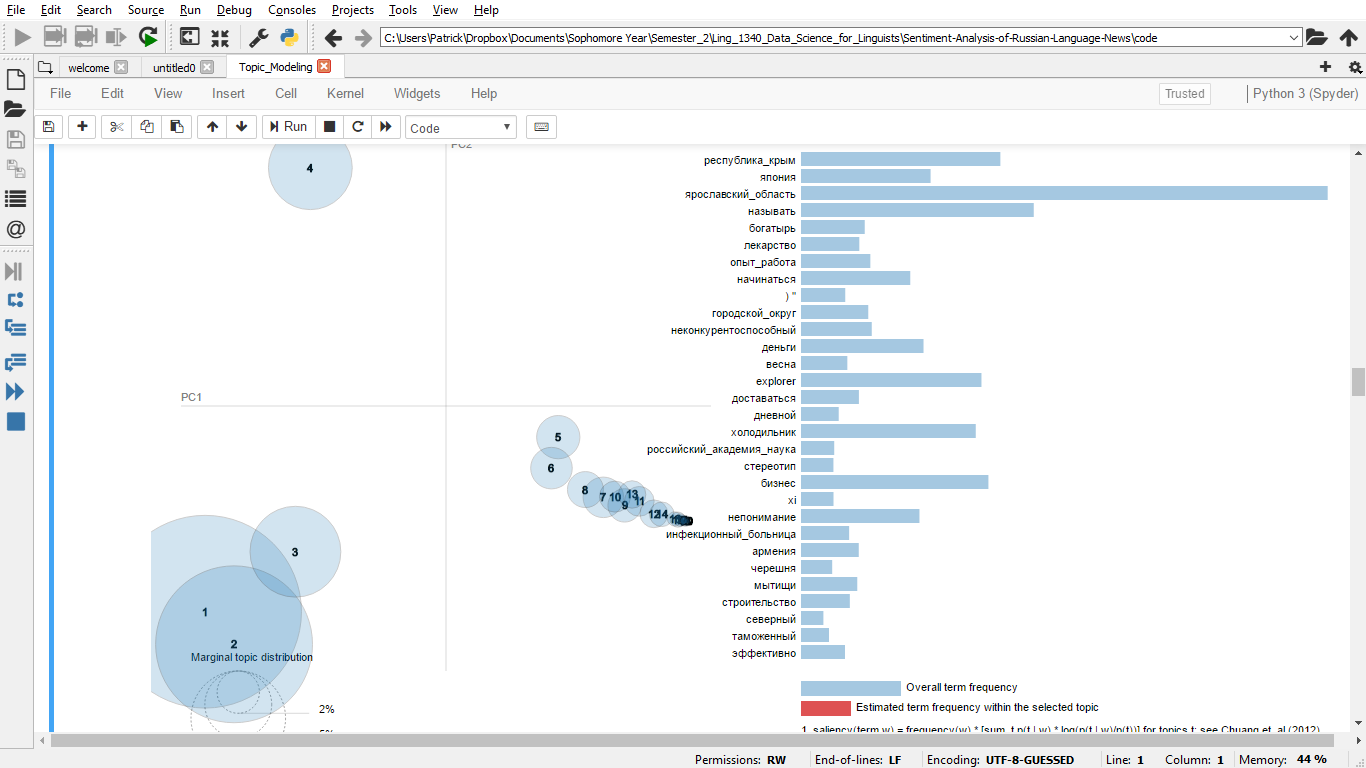 File Edit Search Source Run Debug Consoles Projects Tools View Help
C:\Users\Patrick\Dropbox\Documents\Sophomore Year\Semester_2\Ling_1340_Data_Science_for_Linguists\Sentiment-Analysis-of-Russian-Language-News\code
welcome untitled0 Topic_Modeling
File Edit View Insert Cell Kernel Widgets Help Trusted Python 3 (Spyder)
Run Code
PC2
4
республика_крым
япония
ярославский_область
называть
богатырь
лекарство
опыт_работа
начинаться
) "
городской_округ
неконкурентоспособный
деньги
весна
explorer
PC1
доставаться
дневной
холодильник
российский_академия_наука
стереотип
бизнес
xi
непонимание
инфекционный_больница
армения
черешня
мытищи
строительство
северный
таможенный
эффективно
5
6
8 7 10 13 11
9
12 14
3
1
2
Marginal topic distribution
2%
Overall term frequency
Estimated term frequency within the selected topic
1. saliency(term w) = frequency(w) * [sum_t p(t | w) * log(p(t | w)/p(t))] for topics t; see Chuang et. al (2012)
Permissions: RW End-of-lines: LF Encoding: UTF-8-GUESSED Line: 1 Column: 1 Memory: 44 %